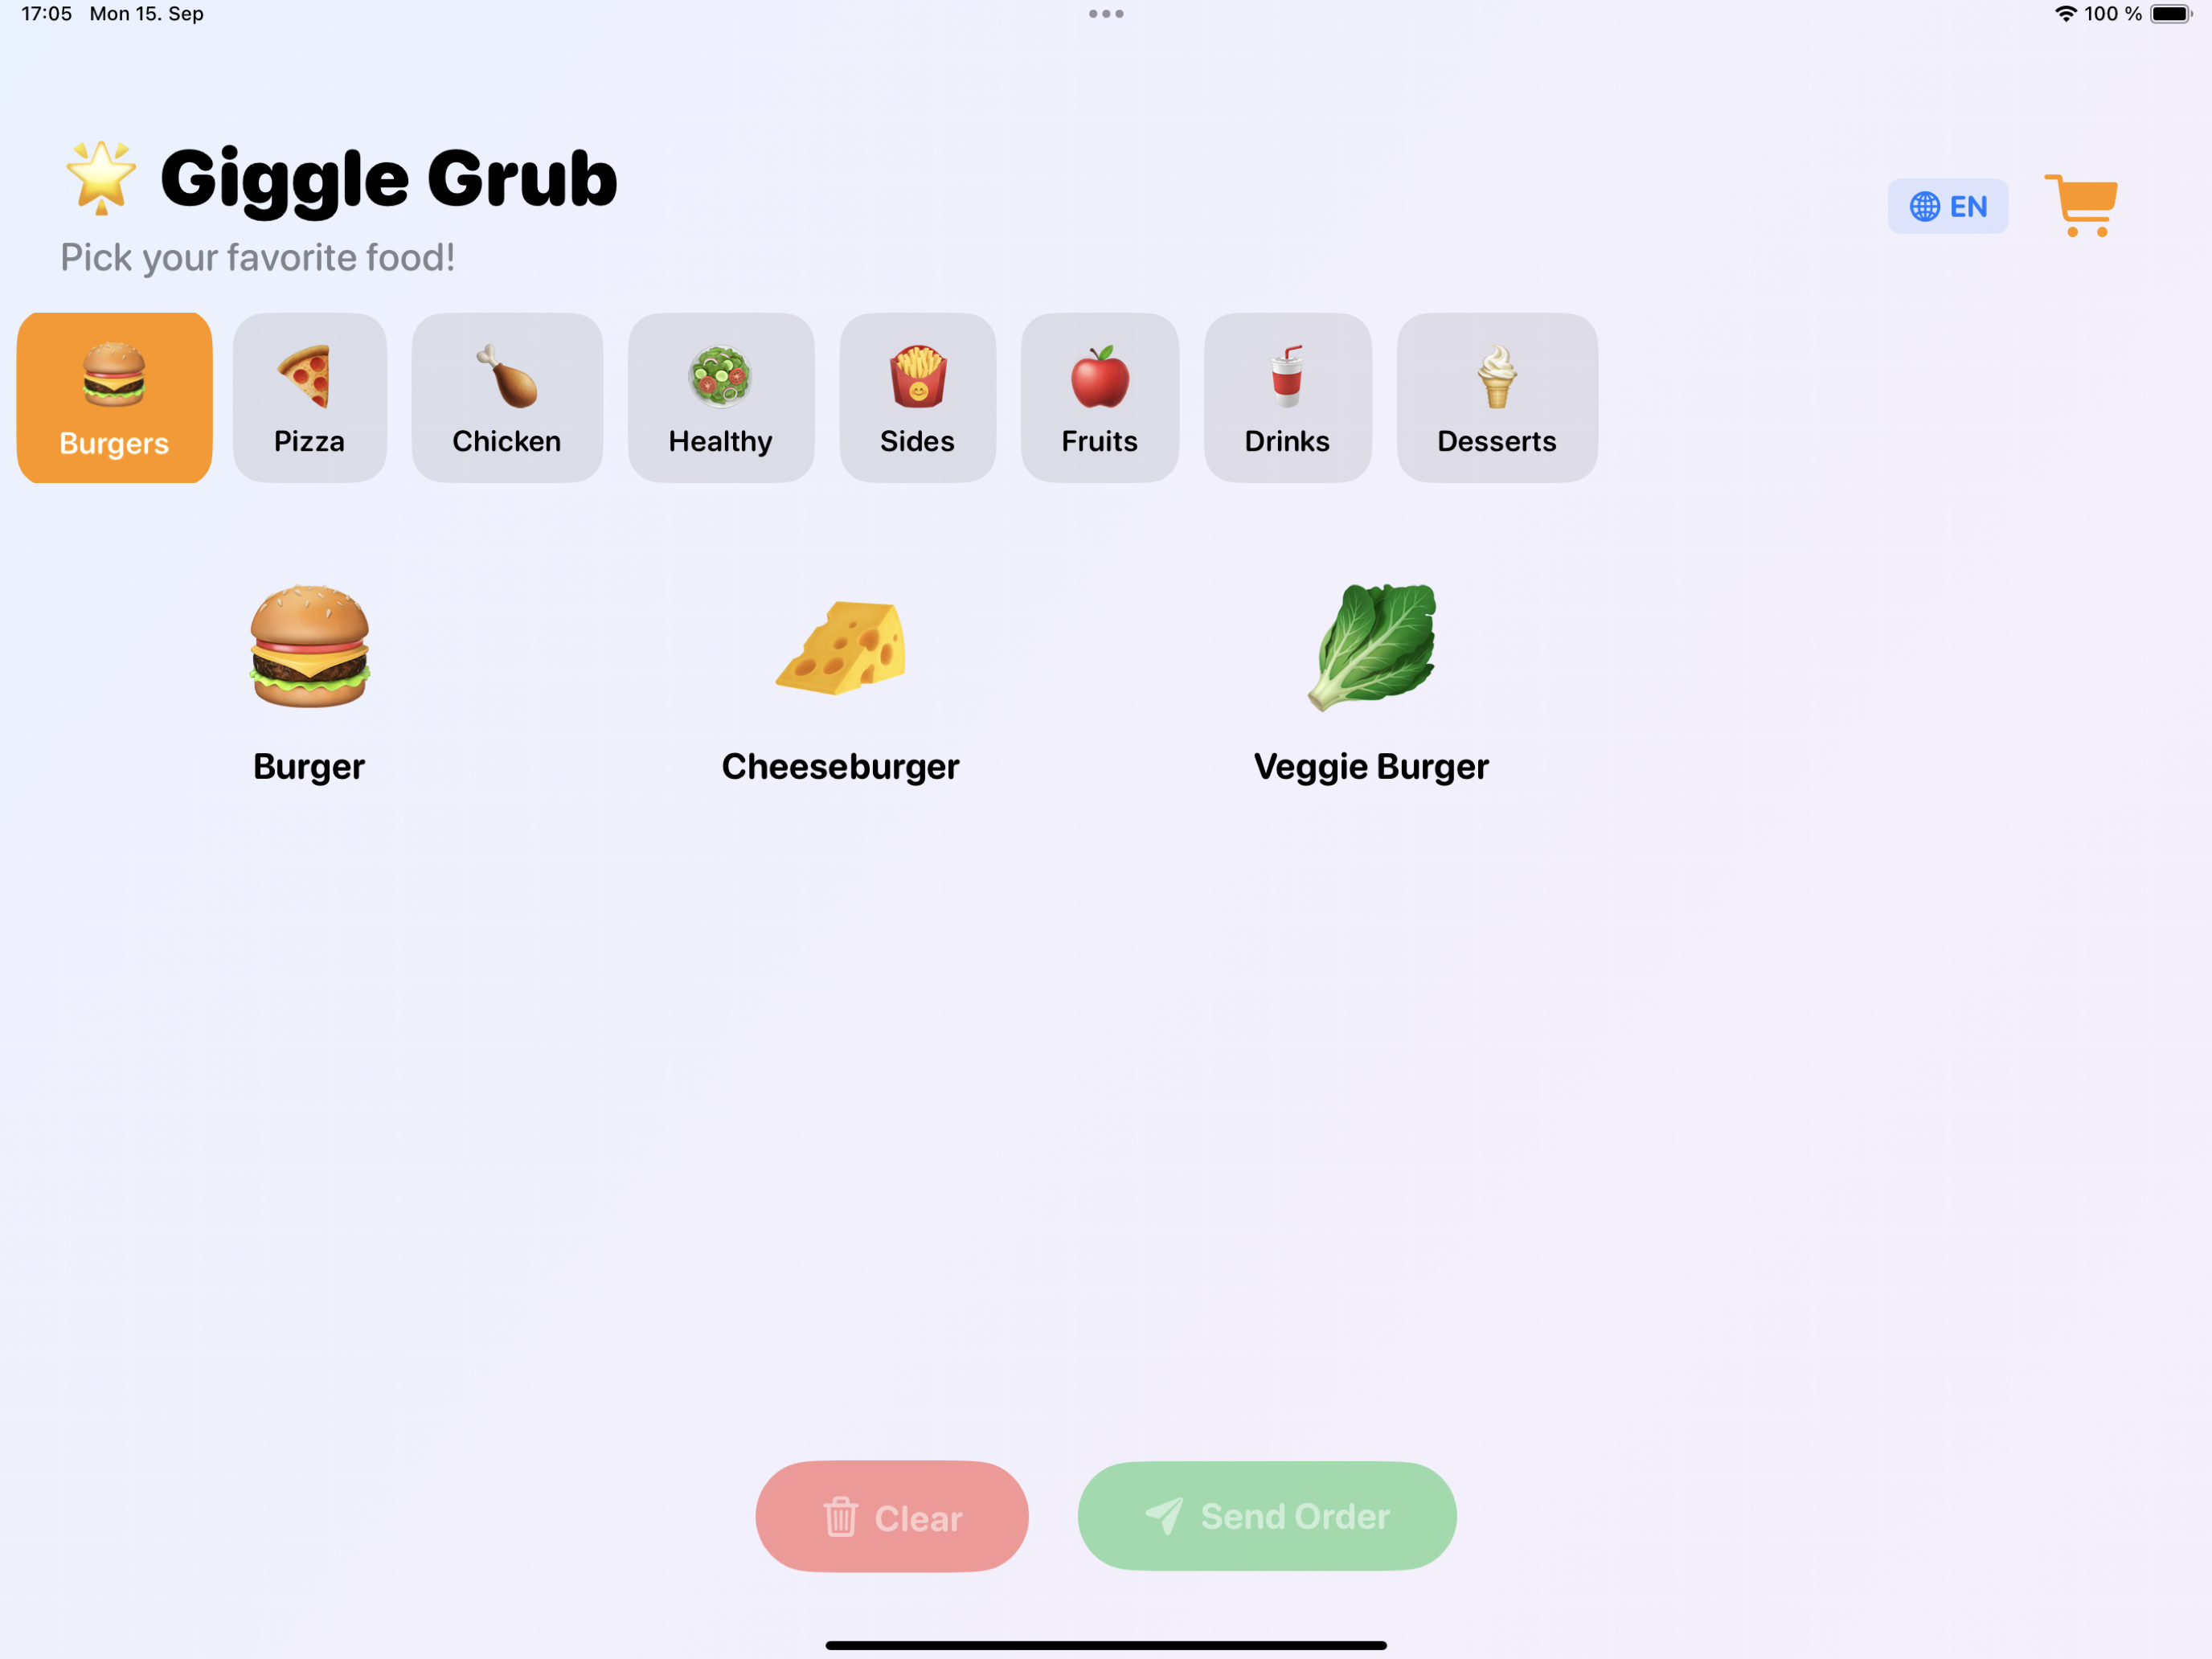 17:05 Mon 15. Sep
100 %
Giggle Grub
EN
Pick your favorite food!
Burgers
Pizza
Chicken
Healthy
Sides
Fruits
Drinks
Desserts
Burger
Cheeseburger
Veggie Burger
Clear
Send Order